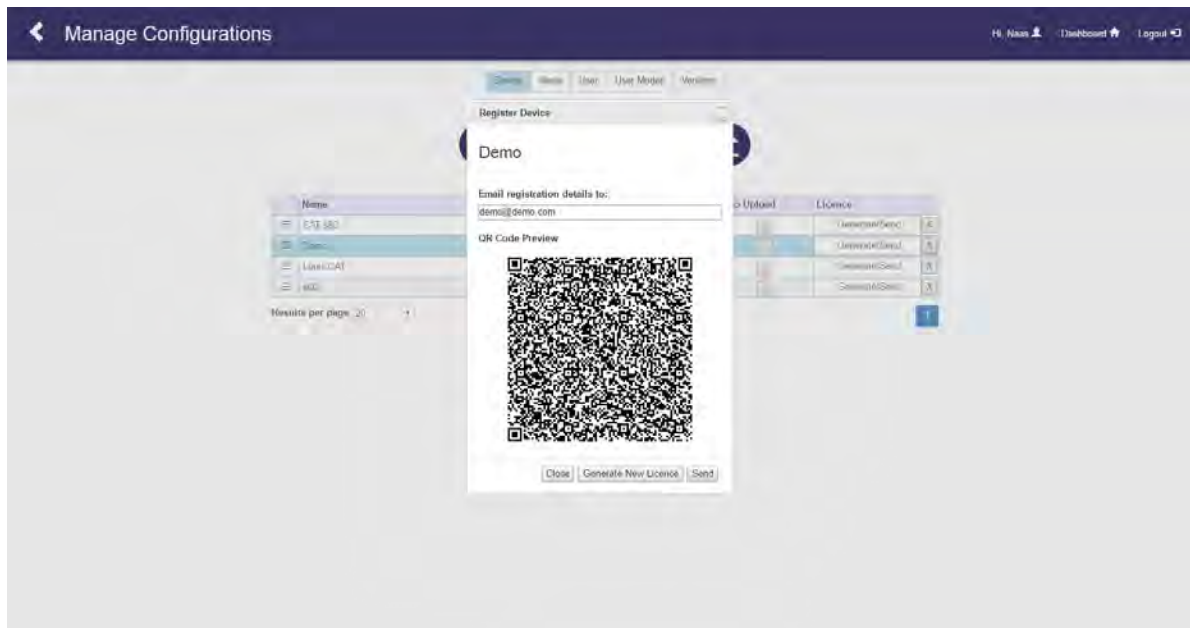 Manage Configurations
Hi, Naas Dashboard Logout
Device Media User User Model Versions
Register Device
Demo
Email registration details to:
demo@demo.com
QR Code Preview
Close Generate New Licence Send
Name Upload Licence
Generate/Send X
Demo Generate/Send X
Generate/Send X
Generate/Send X
Results per page 20 1